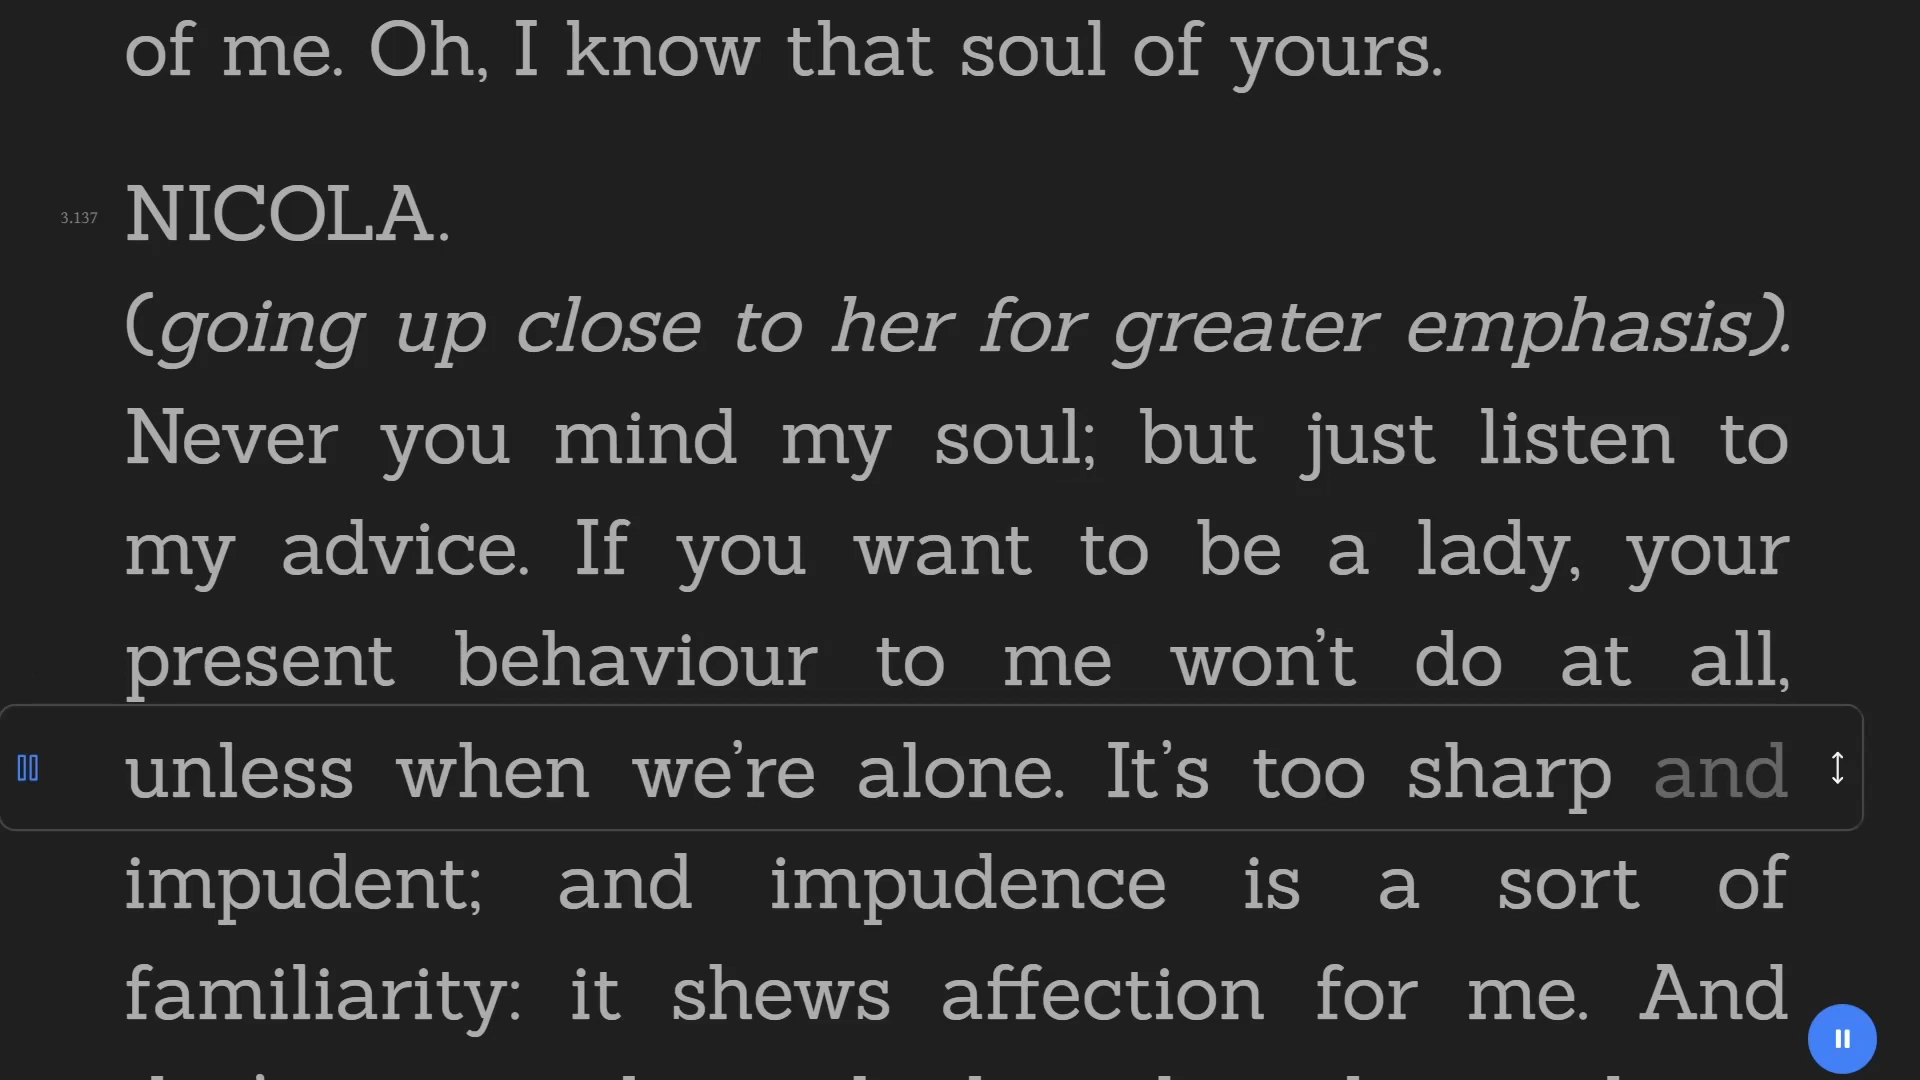 of me. Oh, I know that soul of yours.
3.137 NICOLA.
(going up close to her for greater emphasis).
Never you mind my soul; but just listen to
my advice. If you want to be a lady, your
present behaviour to me won’t do at all,
unless when we’re alone. It’s too sharp and
impudent; and impudence is a sort of
familiarity: it shews affection for me. And